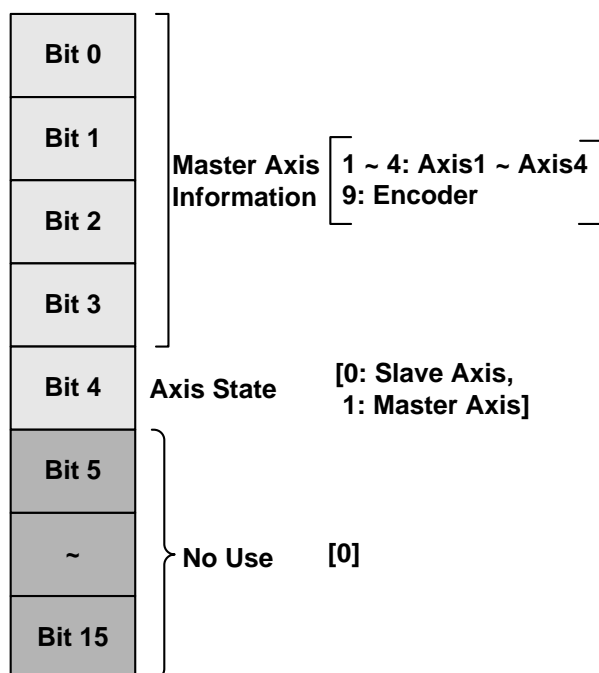 Bit 0
Bit 1
Bit 2
Bit 3
Master Axis
Information
1 ~ 4: Axis1 ~ Axis4
9: Encoder
Bit 4
Axis State
[0: Slave Axis,
1: Master Axis]
Bit 5
~
Bit 15
No Use
[0]